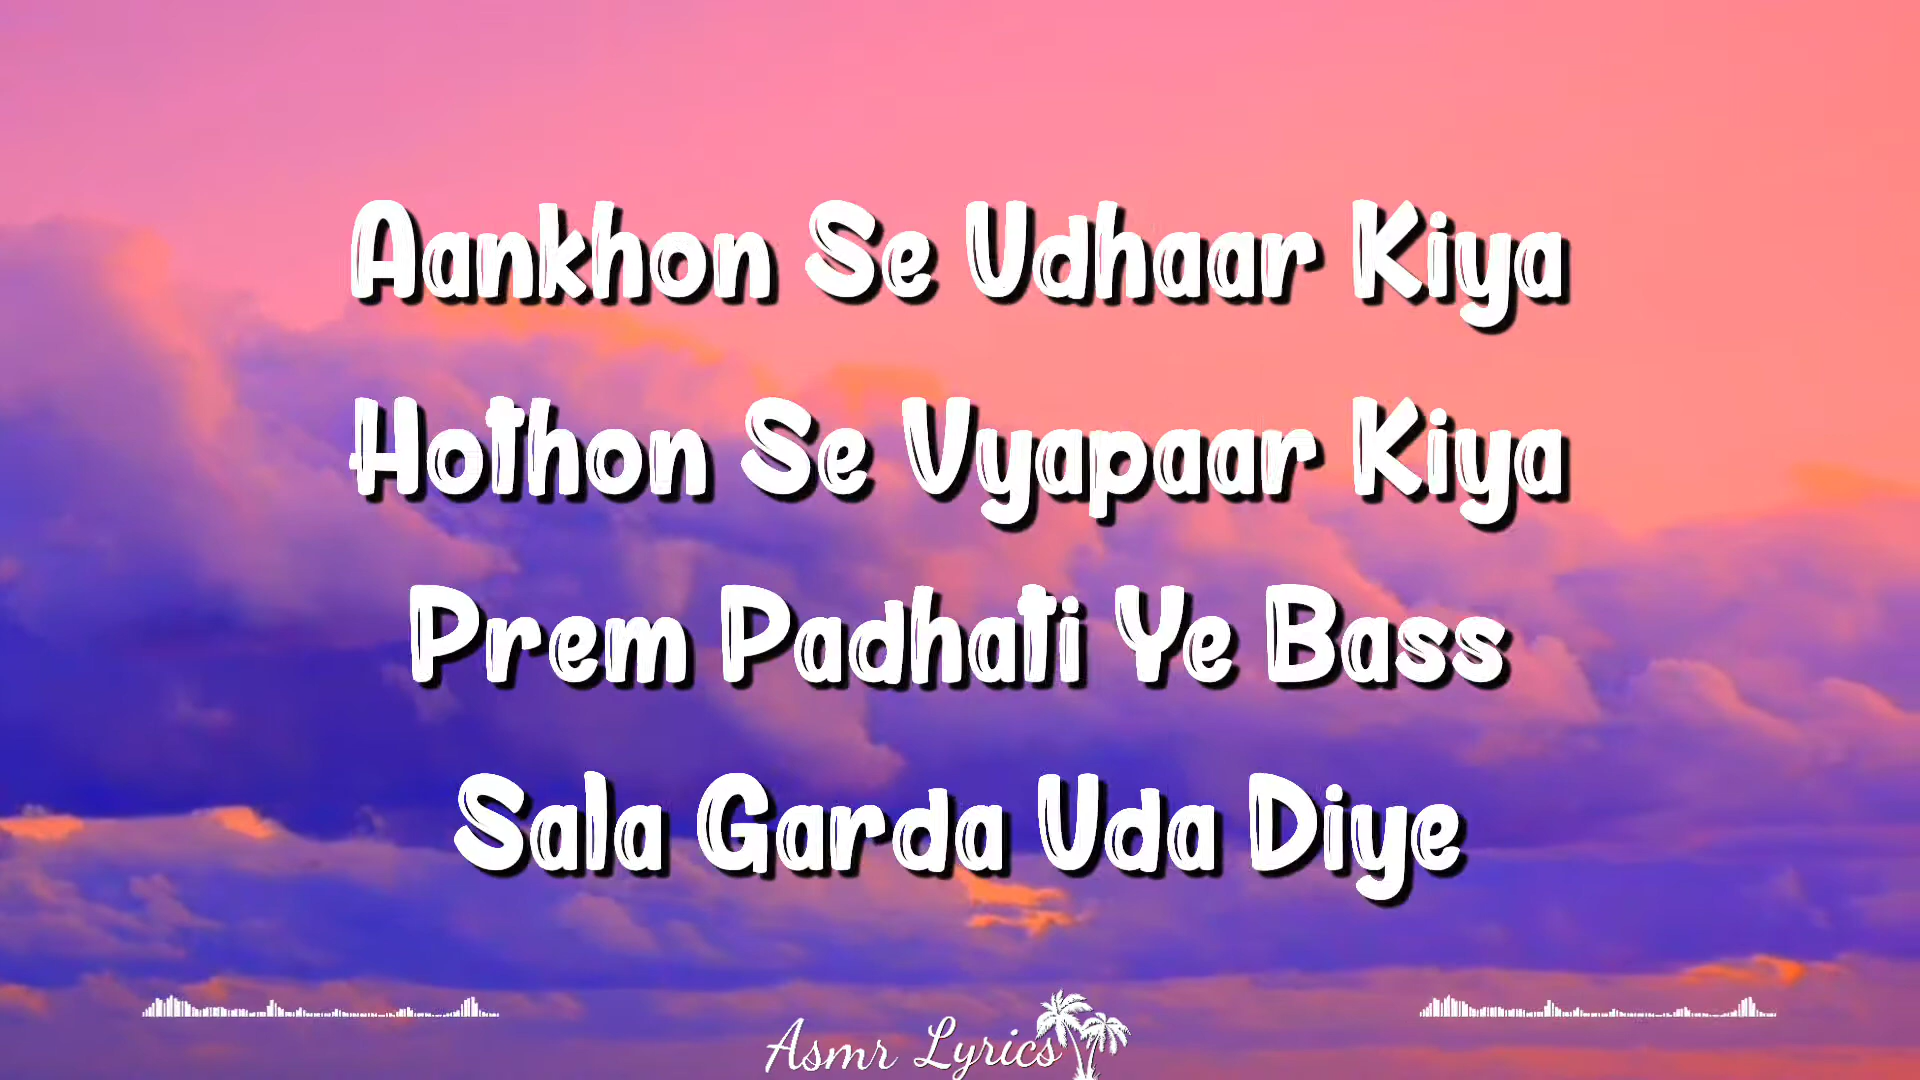 Aankhon Se Udhaar Kiya
Hothon Se Vyapaar Kiya
Prem Padhati Ye Bass
Sala Garda Uda Diye
Asmr Lyrics